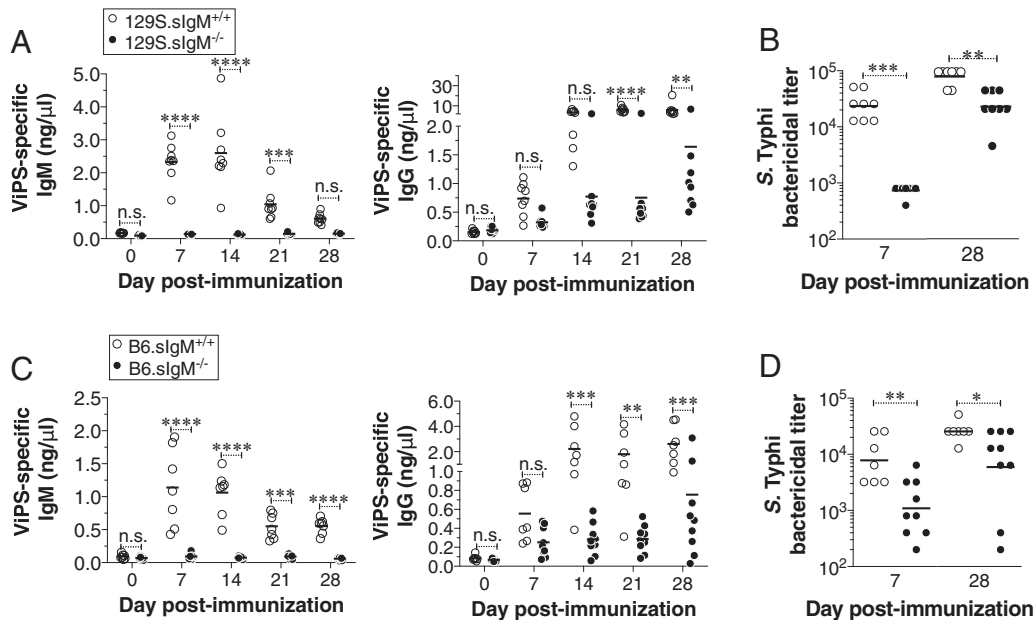 A
○ 129S.sIgM+/+
● 129S.sIgM-/-
ViPS-specific
IgM (ng/µl)
5.0
4.0
3.0
2.0
1.0
0.0
n.s.
****
****
***
n.s.
0 7 14 21 28
Day post-immunization
ViPS-specific
IgG (ng/µl)
30
10
2.0
1.5
1.0
0.5
0.0
n.s.
n.s.
n.s.
****
**
0 7 14 21 28
Day post-immunization
B
S. Typhi
bactericidal titer
10^5
10^4
10^3
10^2
***
**
7 28
Day post-immunization
C
○ B6.sIgM+/+
● B6.sIgM-/-
ViPS-specific
IgM (ng/µl)
2.5
2.0
1.5
1.0
0.5
0.0
n.s.
****
****
***
****
0 7 14 21 28
Day post-immunization
ViPS-specific
IgG (ng/µl)
6.0
4.0
2.0
1.0
0.8
0.6
0.4
0.2
0.0
n.s.
n.s.
***
**
***
0 7 14 21 28
Day post-immunization
D
S. Typhi
bactericidal titer
10^5
10^4
10^3
10^2
**
*
7 28
Day post-immunization